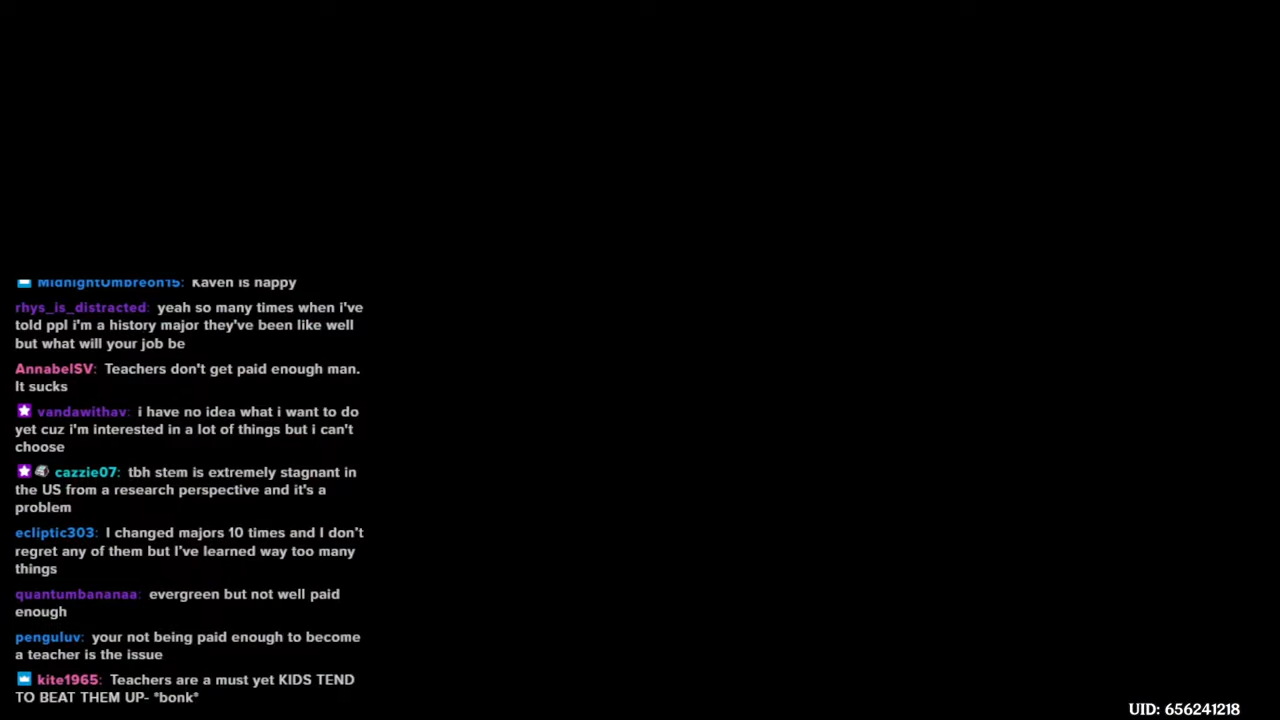 MidnightUmbreon15: Kaven is happy
rhys_is_distracted: yeah so many times when i've
told ppl i'm a history major they've been like well
but what will your job be
AnnabelSV: Teachers don't get paid enough man.
It sucks
vandawithav: i have no idea what i want to do
yet cuz i'm interested in a lot of things but i can't
choose
cazzie07: tbh stem is extremely stagnant in
the US from a research perspective and it's a
problem
ecliptic303: I changed majors 10 times and I don't
regret any of them but I've learned way too many
things
quantumbananaa: evergreen but not well paid
enough
penguluv: your not being paid enough to become
a teacher is the issue
kite1965: Teachers are a must yet KIDS TEND
TO BEAT THEM UP- *bonk*
UID: 656241218